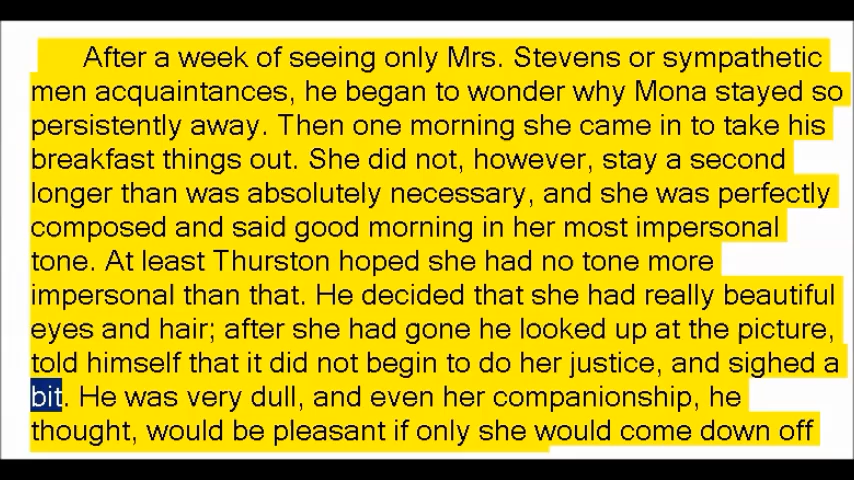 After a week of seeing only Mrs. Stevens or sympathetic
men acquaintances, he began to wonder why Mona stayed so
persistently away. Then one morning she came in to take his
breakfast things out. She did not, however, stay a second
longer than was absolutely necessary, and she was perfectly
composed and said good morning in her most impersonal
tone. At least Thurston hoped she had no tone more
impersonal than that. He decided that she had really beautiful
eyes and hair; after she had gone he looked up at the picture,
told himself that it did not begin to do her justice, and sighed a
bit. He was very dull, and even her companionship, he
thought, would be pleasant if only she would come down off